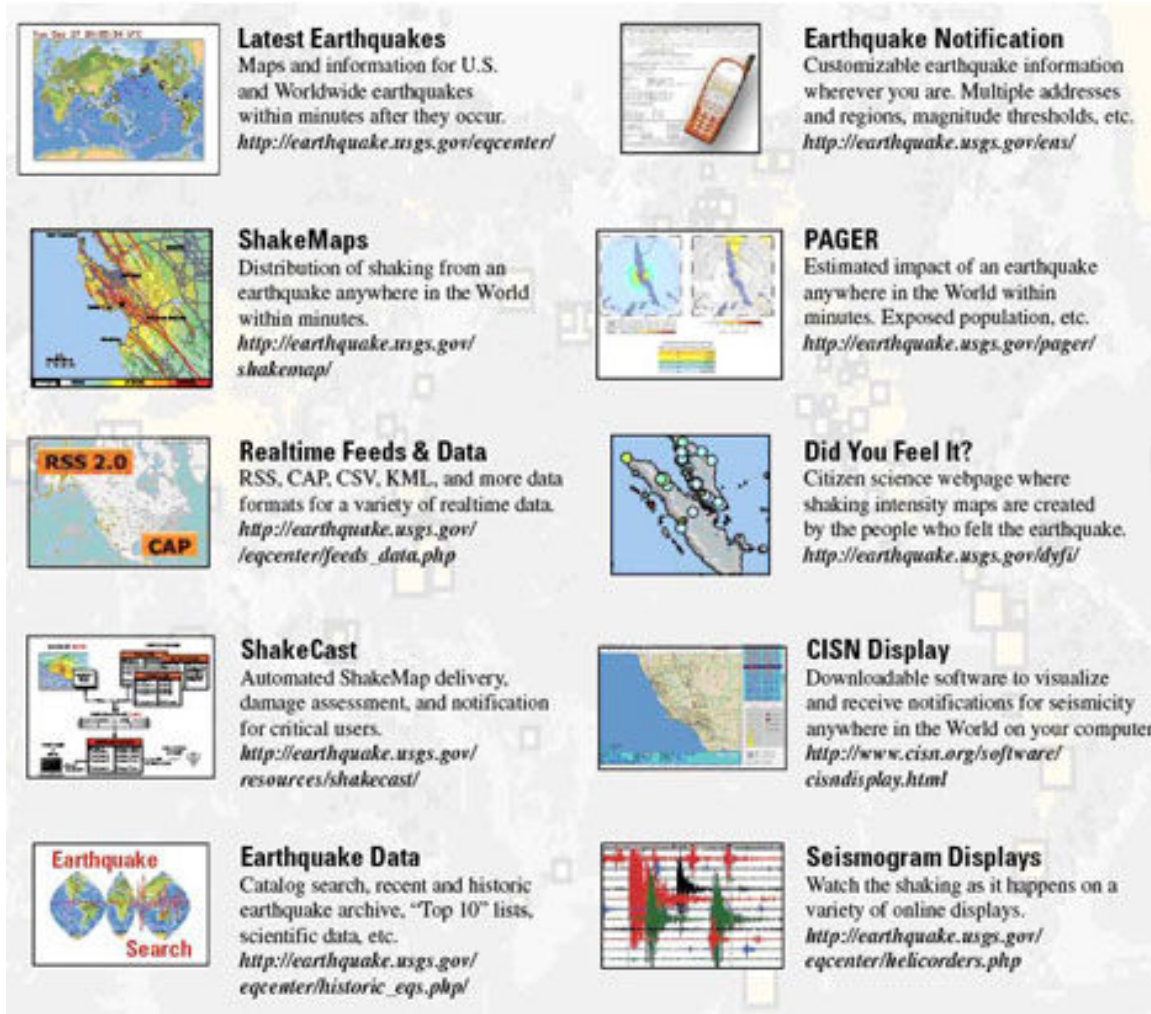 Latest Earthquakes
Maps and information for U.S.
and Worldwide earthquakes
within minutes after they occur.
http://earthquake.usgs.gov/eqcenter/
Earthquake Notification
Customizable earthquake information
wherever you are. Multiple addresses
and regions, magnitude thresholds, etc.
http://earthquake.usgs.gov/ens/
ShakeMaps
Distribution of shaking from an
earthquake anywhere in the World
within minutes.
http://earthquake.usgs.gov/
shakemap/
PAGER
Estimated impact of an earthquake
anywhere in the World within
minutes. Exposed population, etc.
http://earthquake.usgs.gov/pager/
RSS 2.0
CAP
Realtime Feeds & Data
RSS, CAP, CSV, KML, and more data
formats for a variety of realtime data.
http://earthquake.usgs.gov/
/eqcenter/feeds_data.php
Did You Feel It?
Citizen science webpage where
shaking intensity maps are created
by the people who felt the earthquake.
http://earthquake.usgs.gov/dyfi/
ShakeCast
Automated ShakeMap delivery,
damage assessment, and notification
for critical users.
http://earthquake.usgs.gov/
resources/shakecast/
CISN Display
Downloadable software to visualize
and receive notifications for seismicity
anywhere in the World on your computer
http://www.cisn.org/software/
cisndisplay.html
Earthquake
Search
Earthquake Data
Catalog search, recent and historic
earthquake archive, “Top 10” lists,
scientific data, etc.
http://earthquake.usgs.gov/
eqcenter/historic_eqs.php/
Seismogram Displays
Watch the shaking as it happens on a
variety of online displays.
http://earthquake.usgs.gov/
eqcenter/helicorders.php